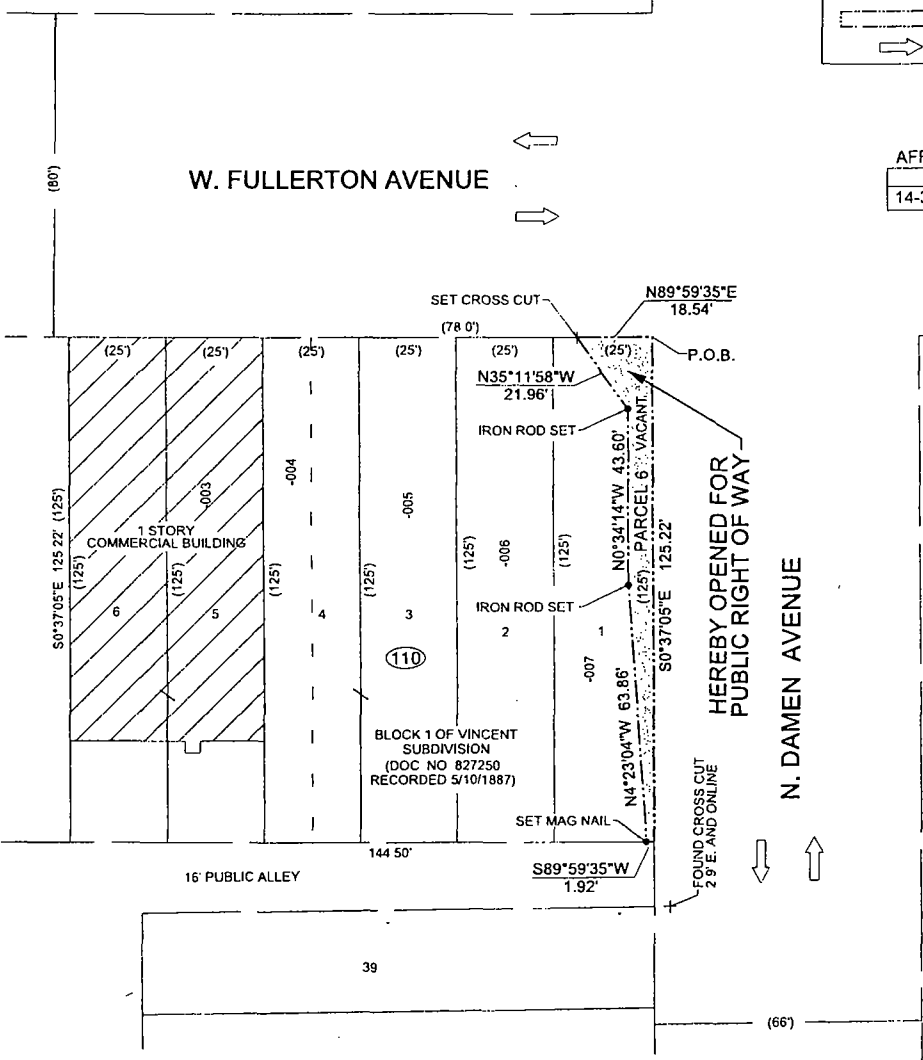 (80')
W. FULLERTON AVENUE
AFF
14-3
SET CROSS CUT
N89°59'35"E
18.54'
(78 0')
(25')
(25')
(25')
(25')
(25')
(25')
P.O.B.
N35°11'58"W
21.96'
IRON ROD SET
-003
-004
-005
-006
-007
N0°34'14"W 43.60'
PARCEL 6 VACANT
S0°37'05"E 125 22' (125')
1 STORY
COMMERCIAL BUILDING
(125')
(125')
(125')
(125')
(125')
(125')
(125')
IRON ROD SET
S0°37'05"E 125.22'
HEREBY OPENED FOR
PUBLIC RIGHT OF WAY
N. DAMEN AVENUE
6
5
4
3
2
1
110
N4°23'04"W 63.86'
BLOCK 1 OF VINCENT
SUBDIVISION
(DOC NO 827250
RECORDED 5/10/1887)
SET MAG NAIL
FOUND CROSS CUT
2 9' E. AND ONLINE
144 50'
S89°59'35"W
1.92'
16' PUBLIC ALLEY
39
(66')